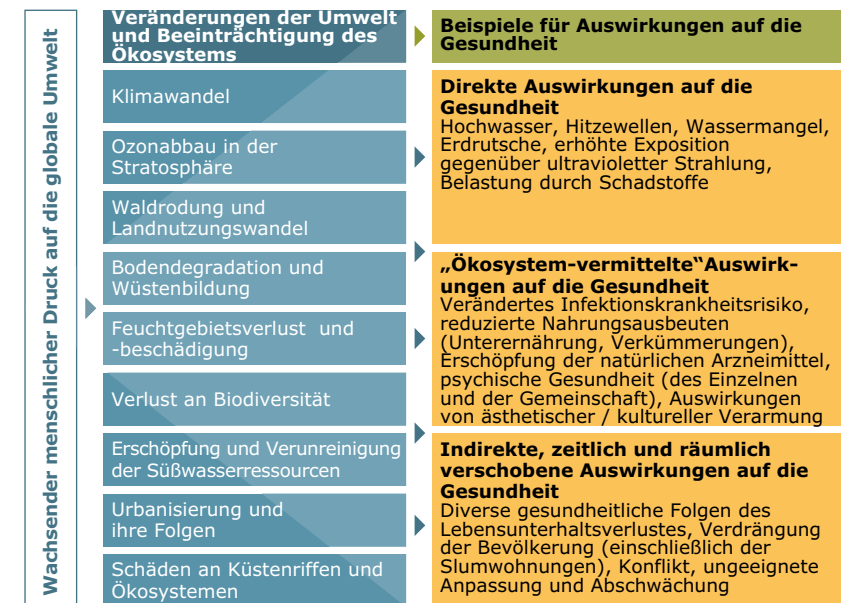 Wachsender menschlicher Druck auf die globale Umwelt
Veränderungen der Umwelt
und Beeinträchtigung des
Ökosystems
Klimawandel
Ozonabbau in der
Stratosphäre
Waldrodung und
Landnutzungswandel
Bodendegradation und
Wüstenbildung
Feuchtgebietsverlust und
-beschädigung
Verlust an Biodiversität
Erschöpfung und Verunreinigung
der Süßwasserressourcen
Urbanisierung und
ihre Folgen
Schäden an Küstenriffen und
Ökosystemen
Beispiele für Auswirkungen auf die
Gesundheit
Direkte Auswirkungen auf die
Gesundheit
Hochwasser, Hitzewellen, Wassermangel,
Erdrutsche, erhöhte Exposition
gegenüber ultravioletter Strahlung,
Belastung durch Schadstoffe
„Ökosystem-vermittelte“Auswirk-
ungen auf die Gesundheit
Verändertes Infektionskrankheitsrisiko,
reduzierte Nahrungsausbeuten
(Unterernährung, Verkümmerungen),
Erschöpfung der natürlichen Arzneimittel,
psychische Gesundheit (des Einzelnen
und der Gemeinschaft), Auswirkungen
von ästhetischer / kultureller Verarmung
Indirekte, zeitlich und räumlich
verschobene Auswirkungen auf die
Gesundheit
Diverse gesundheitliche Folgen des
Lebensunterhaltsverlustes, Verdrängung
der Bevölkerung (einschließlich der
Slumwohnungen), Konflikt, ungeeignete
Anpassung und Abschwächung